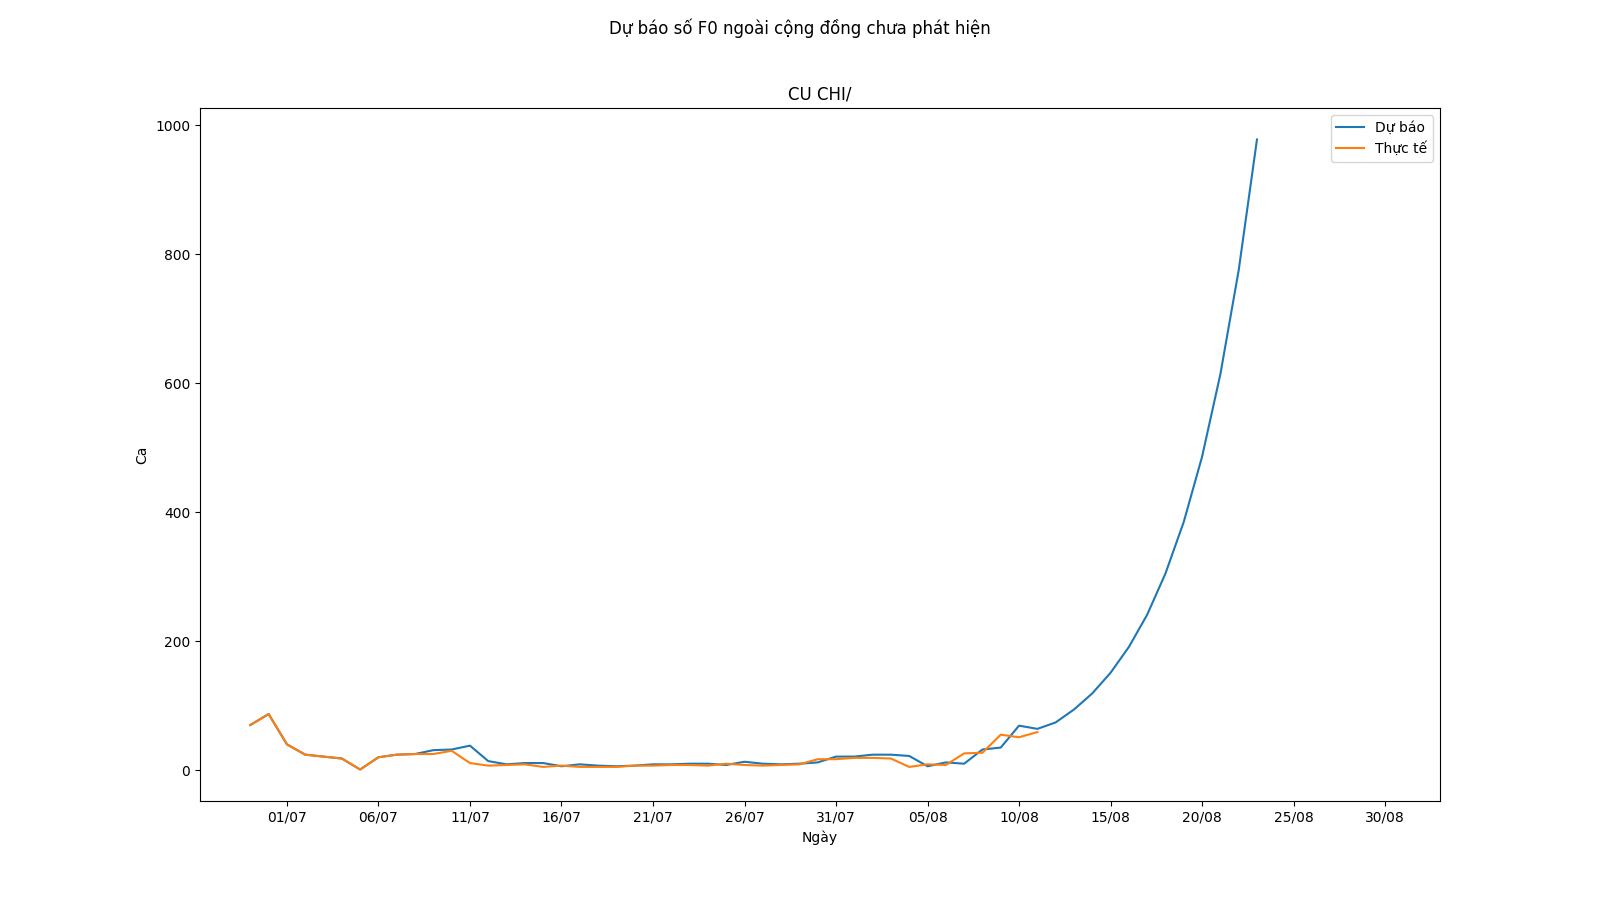 Dự báo số F0 ngoài cộng đồng chưa phát hiện
CU CHI/
Dự báo
Thực tế
1000
800
600
400
200
0
Ca
01/07 06/07 11/07 16/07 21/07 26/07 31/07 05/08 10/08 15/08 20/08 25/08 30/08
Ngày